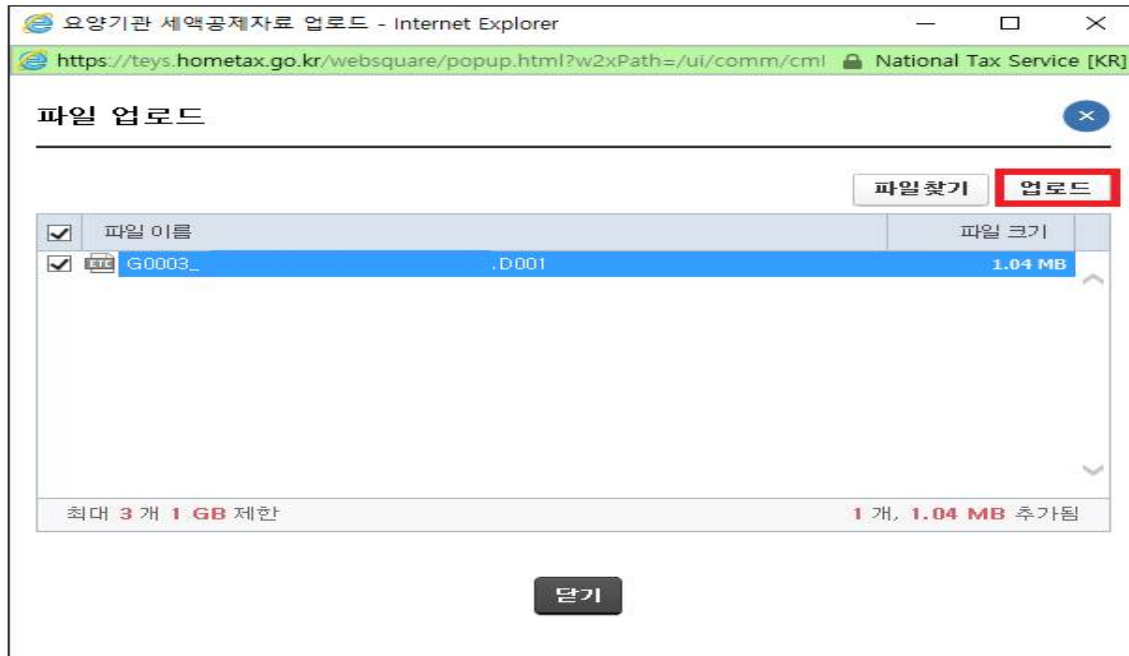 요양기관 세액공제자료 업로드 - Internet Explorer
https://teys.hometax.go.kr/websquare/popup.html?w2xPath=/ui/comm/cml National Tax Service [KR]
파일 업로드
파일찾기 업로드
파일 이름 파일 크기
ETC G0003_ .D001 1.04 MB
최대 3 개 1 GB 제한 1 개, 1.04 MB 추가됨
닫기